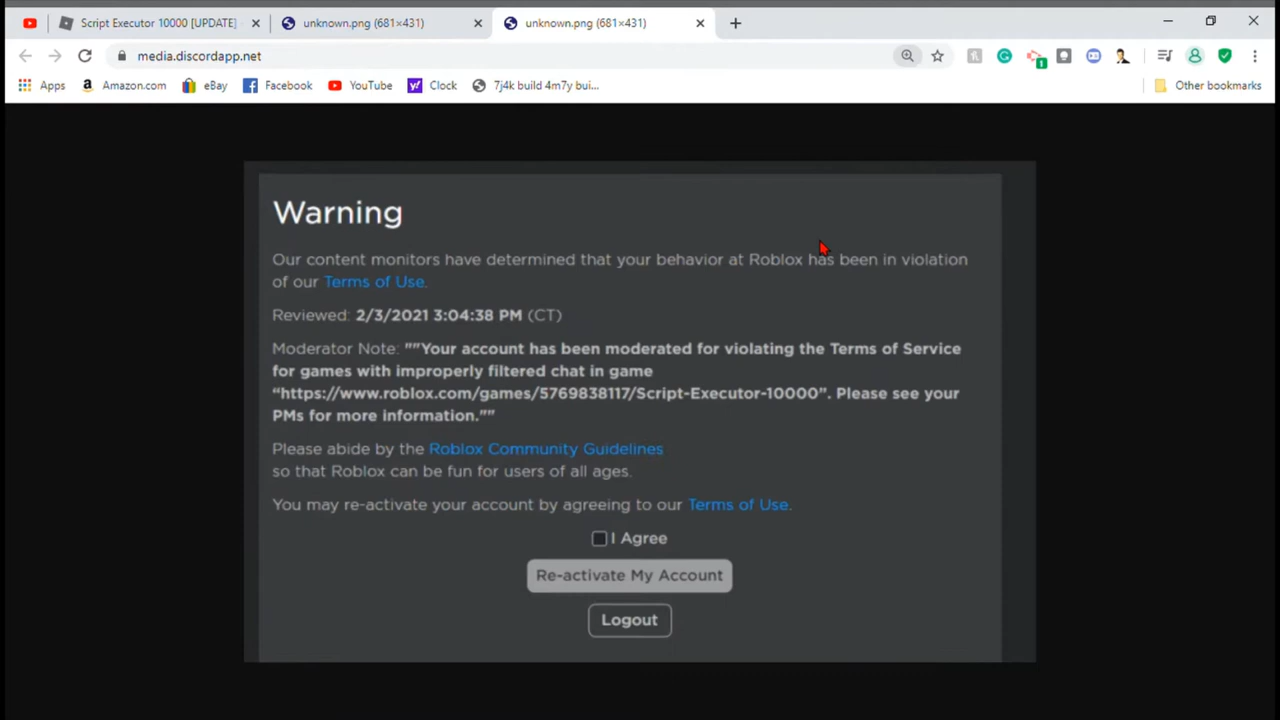 Script Executor 10000 [UPDATE]
unknown.png (681×431)
unknown.png (681×431)
media.discordapp.net
1
Apps
Amazon.com
eBay
Facebook
YouTube
Clock
7j4k build 4m7y bui...
Other bookmarks
Warning
Our content monitors have determined that your behavior at Roblox has been in violation
of our Terms of Use.
Reviewed: 2/3/2021 3:04:38 PM (CT)
Moderator Note: ""Your account has been moderated for violating the Terms of Service
for games with improperly filtered chat in game
“https://www.roblox.com/games/5769838117/Script-Executor-10000”. Please see your
PMs for more information.""
Please abide by the Roblox Community Guidelines
so that Roblox can be fun for users of all ages.
You may re-activate your account by agreeing to our Terms of Use.
I Agree
Re-activate My Account
Logout